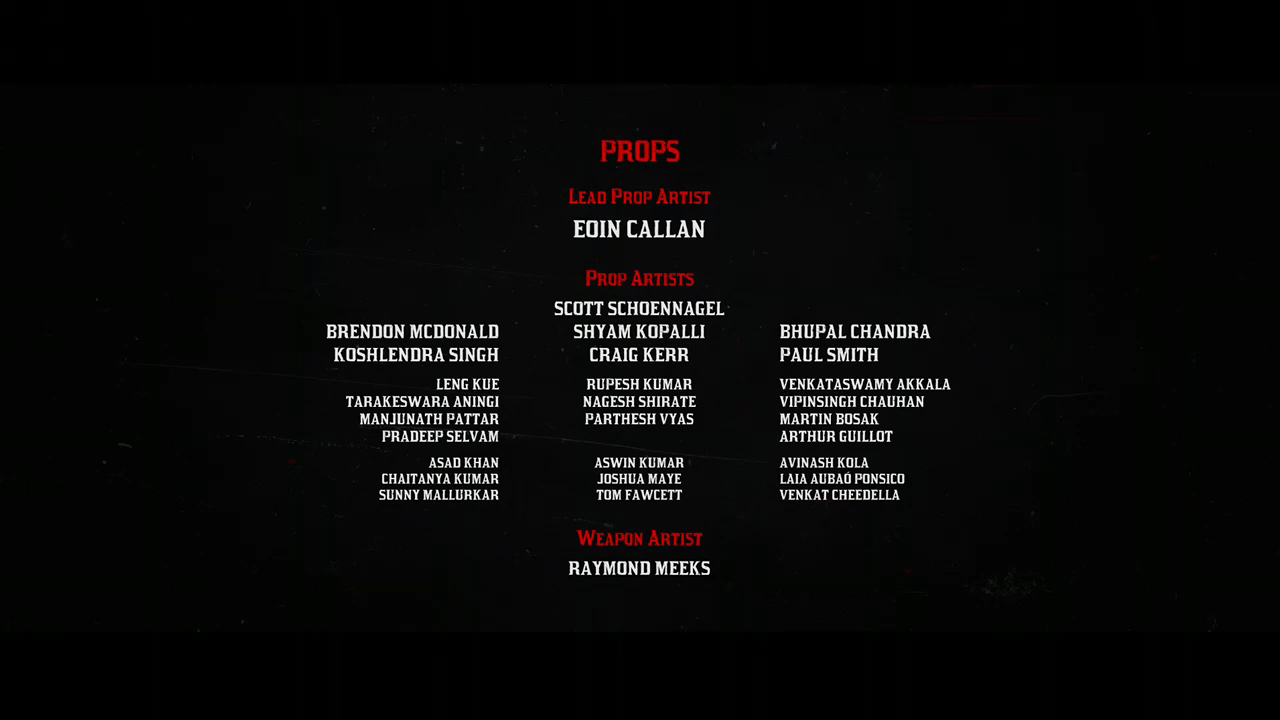 PROPS
LEAD PROP ARTIST
EOIN CALLAN
PROP ARTISTS
SCOTT SCHOENNAGEL
BRENDON MCDONALD SHYAM KOPALLI BHUPAL CHANDRA
KOSHLENDRA SINGH CRAIG KERR PAUL SMITH
LENG KUE RUPESH KUMAR VENKATASWAMY AKKALA
TARAKESWARA ANINGI NAGESH SHIRATE VIPINSINGH CHAUHAN
MANJUNATH PATTAR PARTHESH VYAS MARTIN BOSAK
PRADEEP SELVAM ARTHUR GUILLOT
ASAD KHAN ASWIN KUMAR AVINASH KOLA
CHAITANYA KUMAR JOSHUA MAYE LAIA AUBAÓ PONSICO
SUNNY MALLURKAR TOM FAWCETT VENKAT CHEEDELLA
WEAPON ARTIST
RAYMOND MEEKS